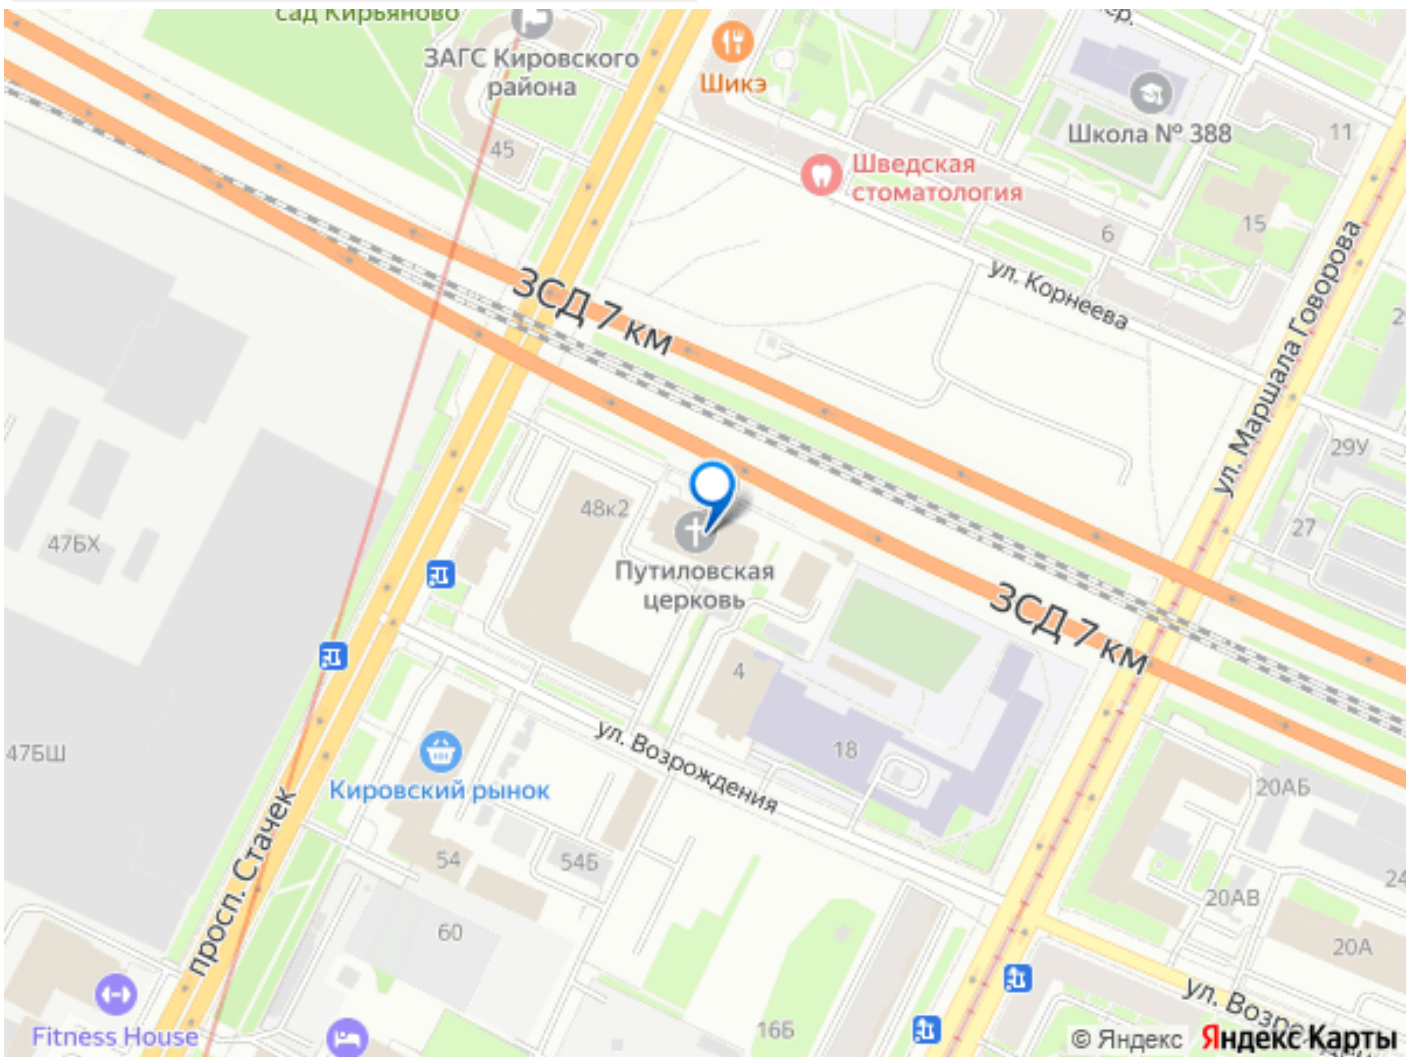 сад Кирьяново
ЗАГС Кировского
района
45
Шикэ
Школа № 388
11
Шведская
стоматология
15
6
ул. Корнеева
ул. Маршала Говорова
ЗСД 7 км
29У
27
48к2
47БХ
Путиловская
церковь
ЗСД 7 км
4
18
47БШ
ул. Возрождения
Кировский рынок
20АБ
просп. Стачек
54
54Б
24
20АВ
60
20А
Fitness House
16Б
ул. Возрождения
© Яндекс Яндекс Карты